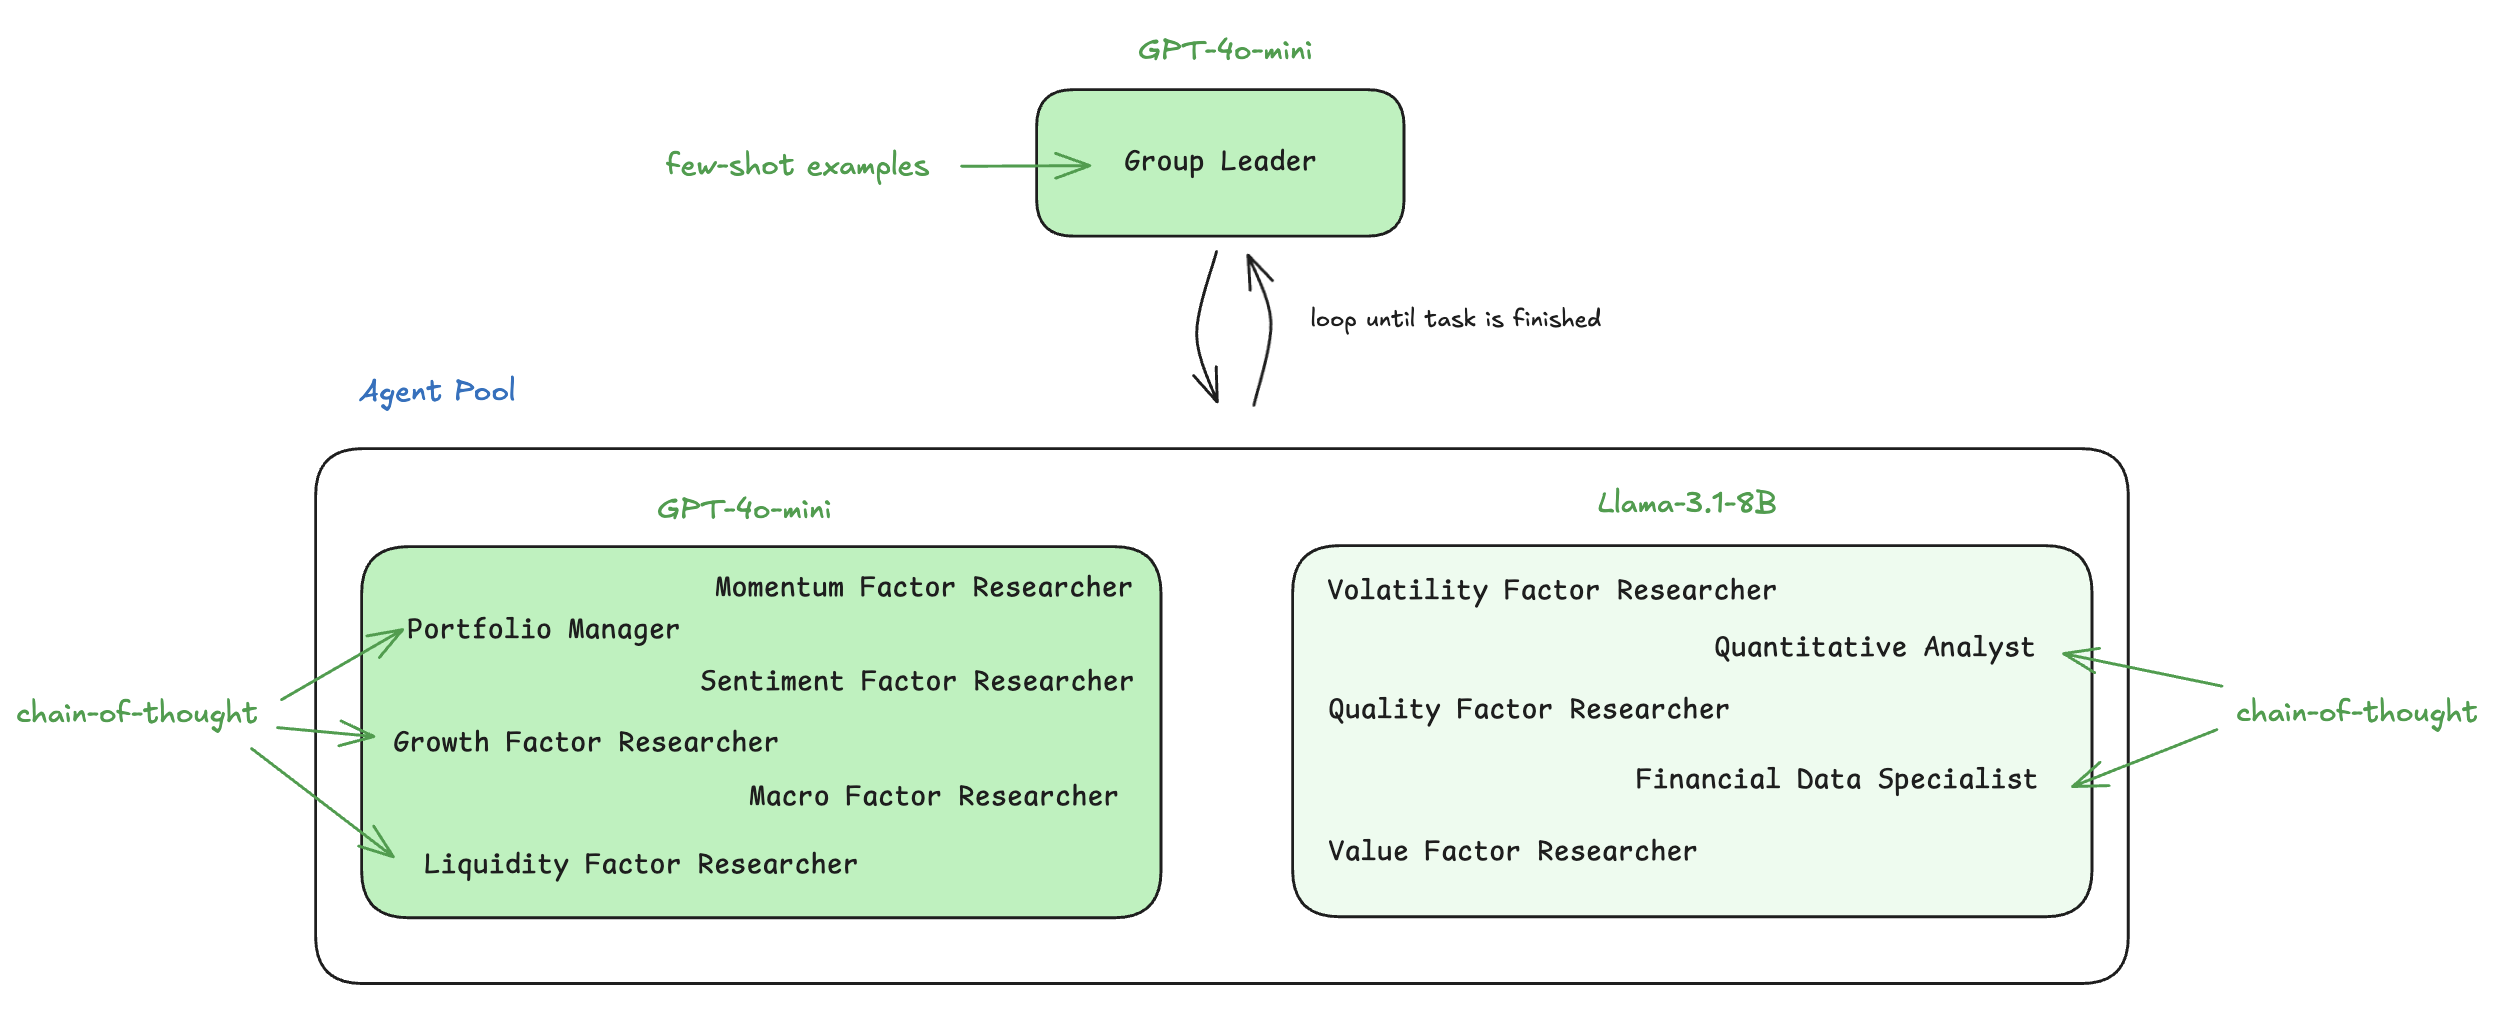 GPT-4o-mini
few-shot examples
Group Leader
loop until task is finished
Agent Pool
GPT-4o-mini
Momentum Factor Researcher
Portfolio Manager
Sentiment Factor Researcher
chain-of-thought
Growth Factor Researcher
Macro Factor Researcher
Liquidity Factor Researcher
Llama-3.1-8B
Volatility Factor Researcher
Quantitative Analyst
Quality Factor Researcher
chain-of-thought
Financial Data Specialist
Value Factor Researcher